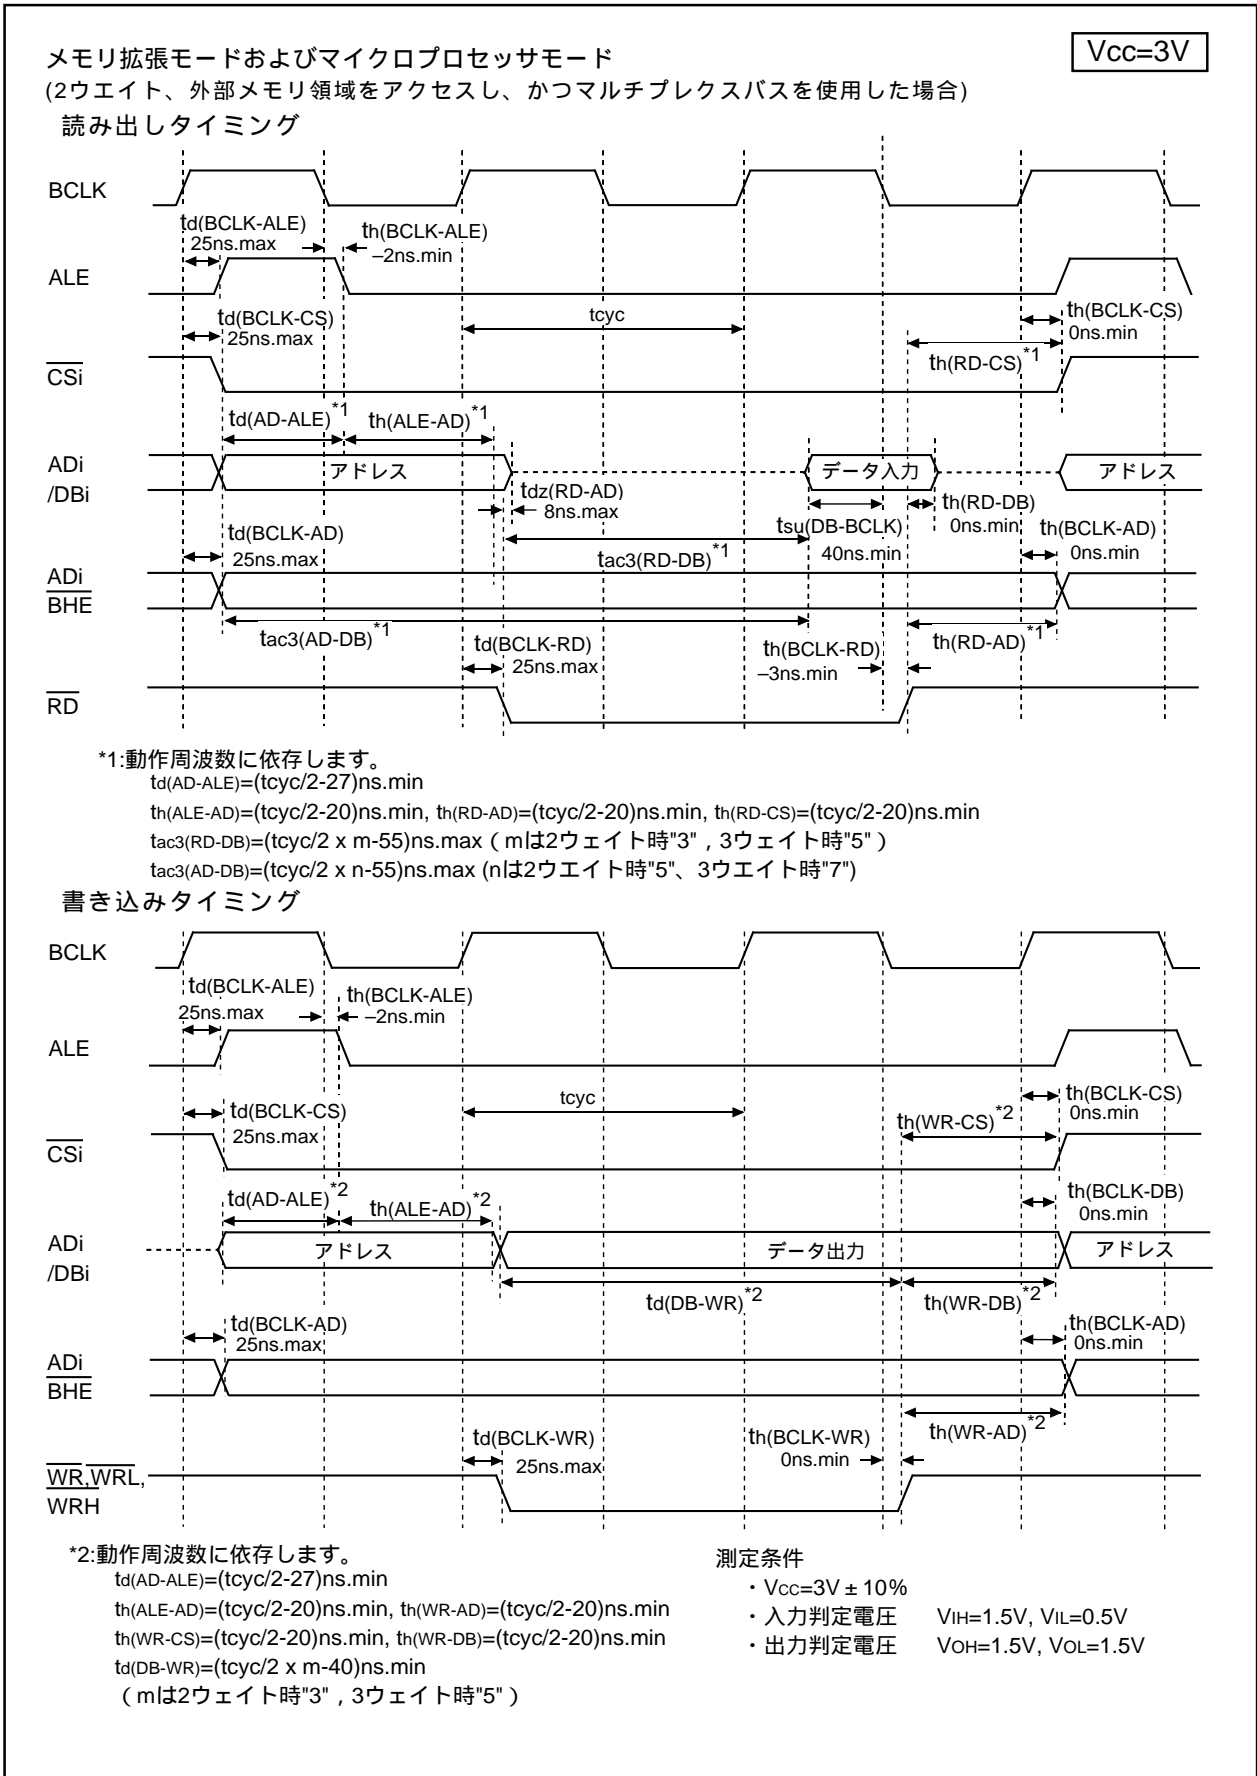 メモリ拡張モードおよびマイクロプロセッサモード
Vcc=3V
(2ウエイト、外部メモリ領域をアクセスし、かつマルチプレクスバスを使用した場合)
読み出しタイミング
BCLK
td(BCLK-ALE)
25ns.max
th(BCLK-ALE)
–2ns.min
ALE
td(BCLK-CS)
25ns.max
tcyc
th(BCLK-CS)
0ns.min
th(RD-CS)*1
CSi
td(AD-ALE)*1
th(ALE-AD)*1
ADi
/DBi
アドレス
データ入力
アドレス
tdz(RD-AD)
8ns.max
th(RD-DB)
0ns.min
tsu(DB-BCLK)
40ns.min
td(BCLK-AD)
25ns.max
tac3(RD-DB)*1
th(BCLK-AD)
0ns.min
ADi
BHE
tac3(AD-DB)*1
td(BCLK-RD)
25ns.max
th(BCLK-RD)
–3ns.min
th(RD-AD)*1
RD
*1:動作周波数に依存します。
td(AD-ALE)=(tcyc/2-27)ns.min
th(ALE-AD)=(tcyc/2-20)ns.min, th(RD-AD)=(tcyc/2-20)ns.min, th(RD-CS)=(tcyc/2-20)ns.min
tac3(RD-DB)=(tcyc/2 x m-55)ns.max ( mは2ウェイト時"3" , 3ウェイト時"5" )
tac3(AD-DB)=(tcyc/2 x n-55)ns.max (nは2ウエイト時"5"、3ウエイト時"7")
書き込みタイミング
BCLK
td(BCLK-ALE)
25ns.max
th(BCLK-ALE)
–2ns.min
ALE
td(BCLK-CS)
25ns.max
tcyc
th(BCLK-CS)
0ns.min
th(WR-CS)*2
CSi
td(AD-ALE)*2
th(ALE-AD)*2
th(BCLK-DB)
0ns.min
ADi
/DBi
アドレス
データ出力
アドレス
td(DB-WR)*2
th(WR-DB)*2
td(BCLK-AD)
25ns.max
th(BCLK-AD)
0ns.min
ADi
BHE
td(BCLK-WR)
25ns.max
th(BCLK-WR)
0ns.min
th(WR-AD)*2
WR,WRL,
WRH
*2:動作周波数に依存します。
td(AD-ALE)=(tcyc/2-27)ns.min
th(ALE-AD)=(tcyc/2-20)ns.min, th(WR-AD)=(tcyc/2-20)ns.min
th(WR-CS)=(tcyc/2-20)ns.min, th(WR-DB)=(tcyc/2-20)ns.min
td(DB-WR)=(tcyc/2 x m-40)ns.min
( mは2ウェイト時"3" , 3ウェイト時"5" )
測定条件
・VCC=3V ± 10%
・入力判定電圧 VIH=1.5V, VIL=0.5V
・出力判定電圧 VOH=1.5V, VOL=1.5V